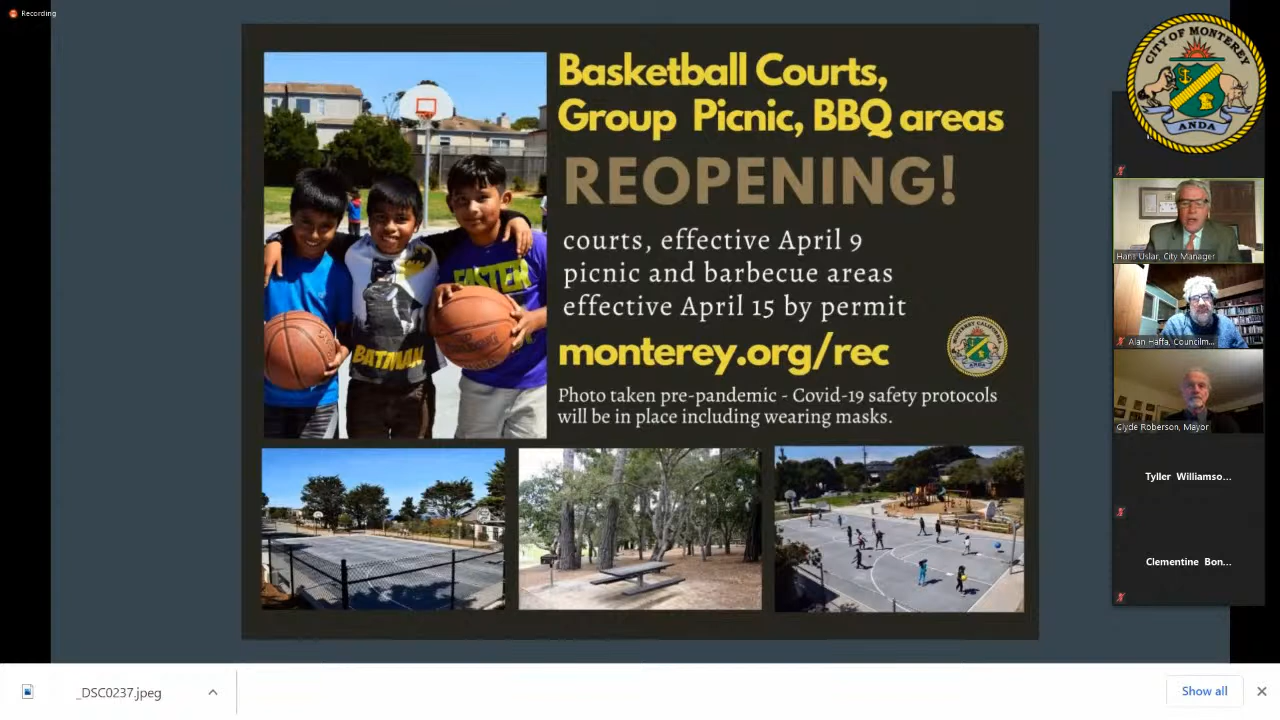 Recording
Basketball Courts,
Group Picnic, BBQ areas
REOPENING!
courts, effective April 9
picnic and barbecue areas
effective April 15 by permit
monterey.org/rec
Photo taken pre-pandemic - Covid-19 safety protocols
will be in place including wearing masks.
FASTER
BATMAN
CITY OF MONTEREY
ANDA
Hans Uslar, City Manager
Alan Haffa, Councilm...
Clyde Roberson, Mayor
Tyller Williamso...
Clementine Bon...
_DSC0237.jpeg
Show all